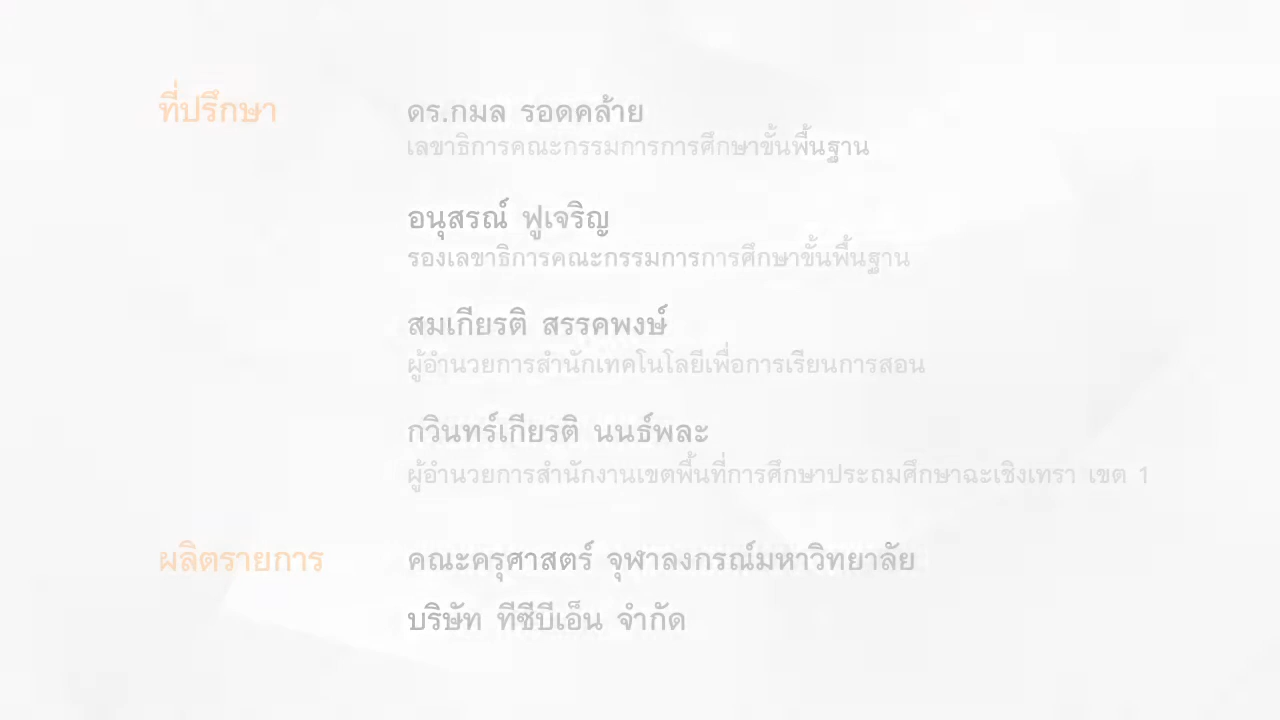 ที่ปรึกษา ดร.กมล รอดคล้าย
เลขาธิการคณะกรรมการการศึกษาขั้นพื้นฐาน
อนุสรณ์ ฟูเจริญ
รองเลขาธิการคณะกรรมการการศึกษาขั้นพื้นฐาน
สมเกียรติ สรรคพงษ์
ผู้อำนวยการสำนักเทคโนโลยีเพื่อการเรียนการสอน
กวินทร์เกียรติ นนธ์พละ
ผู้อำนวยการสำนักงานเขตพื้นที่การศึกษาประถมศึกษาฉะเชิงเทรา เขต 1
ผลิตรายการ คณะครุศาสตร์ จุฬาลงกรณ์มหาวิทยาลัย
บริษัท ทีซีบีเอ็น จำกัด